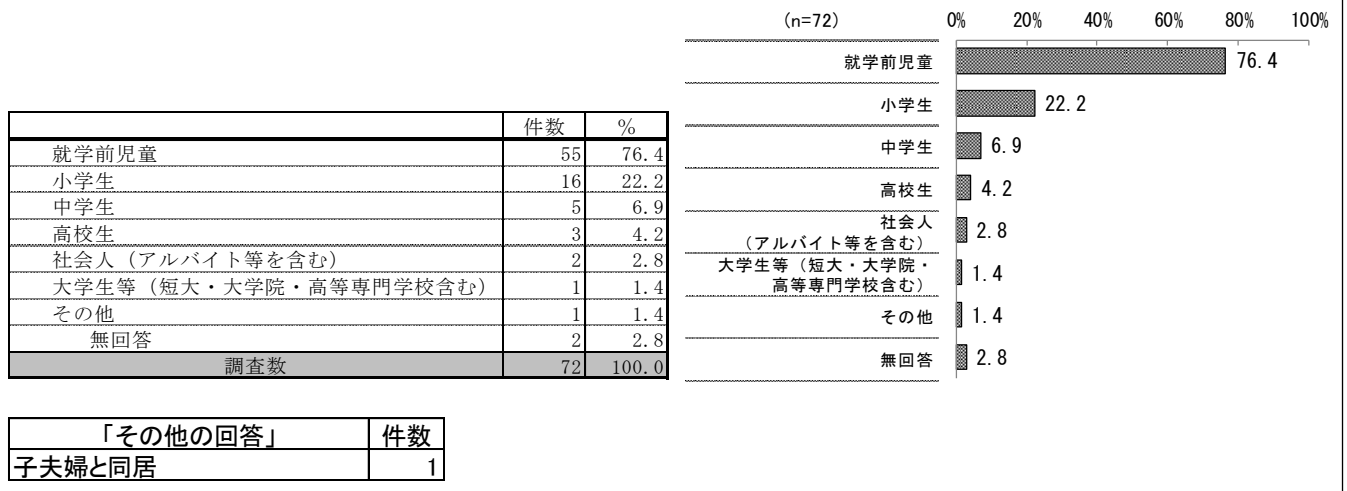 件数 %
就学前児童 55 76.4
小学生 16 22.2
中学生 5 6.9
高校生 3 4.2
社会人（アルバイト等を含む） 2 2.8
大学生等（短大・大学院・高等専門学校含む） 1 1.4
その他 1 1.4
無回答 2 2.8
調査数 72 100.0
「その他の回答」 件数
子夫婦と同居 1
(n=72) 0% 20% 40% 60% 80% 100%
就学前児童 76.4
小学生 22.2
中学生 6.9
高校生 4.2
社会人
（アルバイト等を含む） 2.8
大学生等（短大・大学院・
高等専門学校含む） 1.4
その他 1.4
無回答 2.8